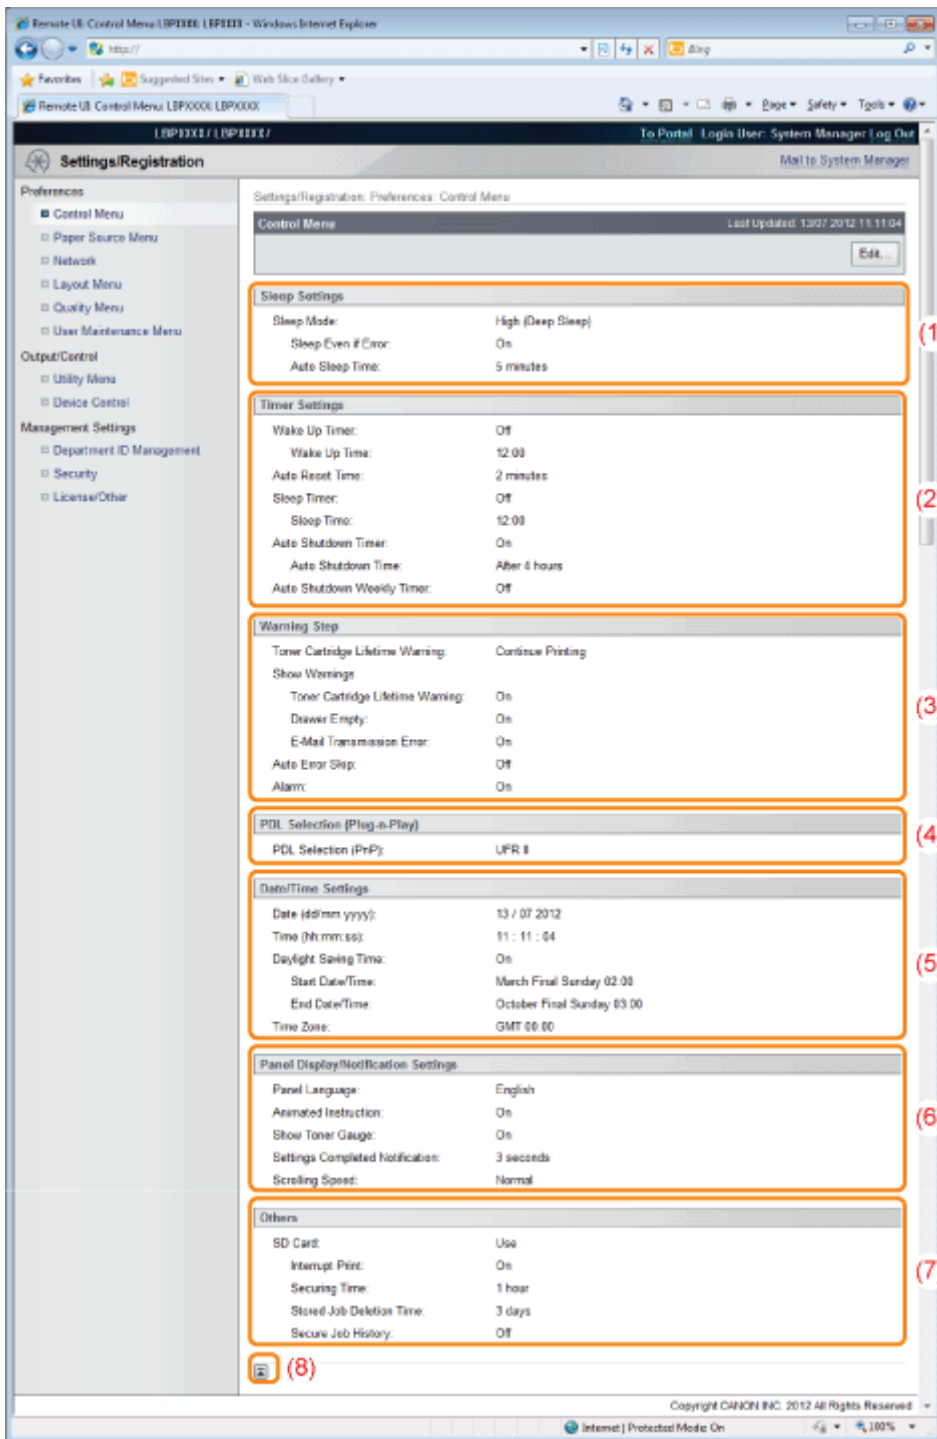 Remote UI: Control Menu: LBPXXXX: LBPXXXX - Windows Internet Explorer
http://
Bing
Favorites Suggested Sites Web Slice Gallery
Remote UI: Control Menu: LBPXXXX: LBPXXXX
Page Safety Tools
LBPXXXX / LBPXXXX /
To Portal Login User: System Manager Log Out
Settings/Registration
Mail to System Manager
Preferences
Control Menu
Paper Source Menu
Network
Layout Menu
Quality Menu
User Maintenance Menu
Output/Control
Utility Menu
Device Control
Management Settings
Department ID Management
Security
License/Other
Settings/Registration: Preferences: Control Menu
Control Menu Last Updated: 13/07 2012 11:11:04
Edit...
Sleep Settings
Sleep Mode: High (Deep Sleep)
Sleep Even if Error: On
Auto Sleep Time: 5 minutes
(1
Timer Settings
Wake Up Timer: Off
Wake Up Time: 12:00
Auto Reset Time: 2 minutes
Sleep Timer: Off
Sleep Time: 12:00
Auto Shutdown Timer: On
Auto Shutdown Time: After 4 hours
Auto Shutdown Weekly Timer: Off
(2
Warning Step
Toner Cartridge Lifetime Warning: Continue Printing
Show Warnings
Toner Cartridge Lifetime Warning: On
Drawer Empty: On
E-Mail Transmission Error: On
Auto Error Skip: Off
Alarm: On
(3
PDL Selection (Plug-n-Play)
PDL Selection (PnP): UFR II
(4
Date/Time Settings
Date (dd/mm yyyy): 13 / 07 2012
Time (hh:mm:ss): 11 : 11 : 04
Daylight Saving Time: On
Start Date/Time: March Final Sunday 02:00
End Date/Time: October Final Sunday 03:00
Time Zone: GMT 00:00
(5
Panel Display/Notification Settings
Panel Language: English
Animated Instruction: On
Show Toner Gauge: On
Settings Completed Notification: 3 seconds
Scrolling Speed: Normal
(6
Others
SD Card: Use
Interrupt Print: On
Securing Time: 1 hour
Stored Job Deletion Time: 3 days
Secure Job History: Off
(7
(8)
Copyright CANON INC. 2012 All Rights Reserved
Internet | Protected Mode: On 100%